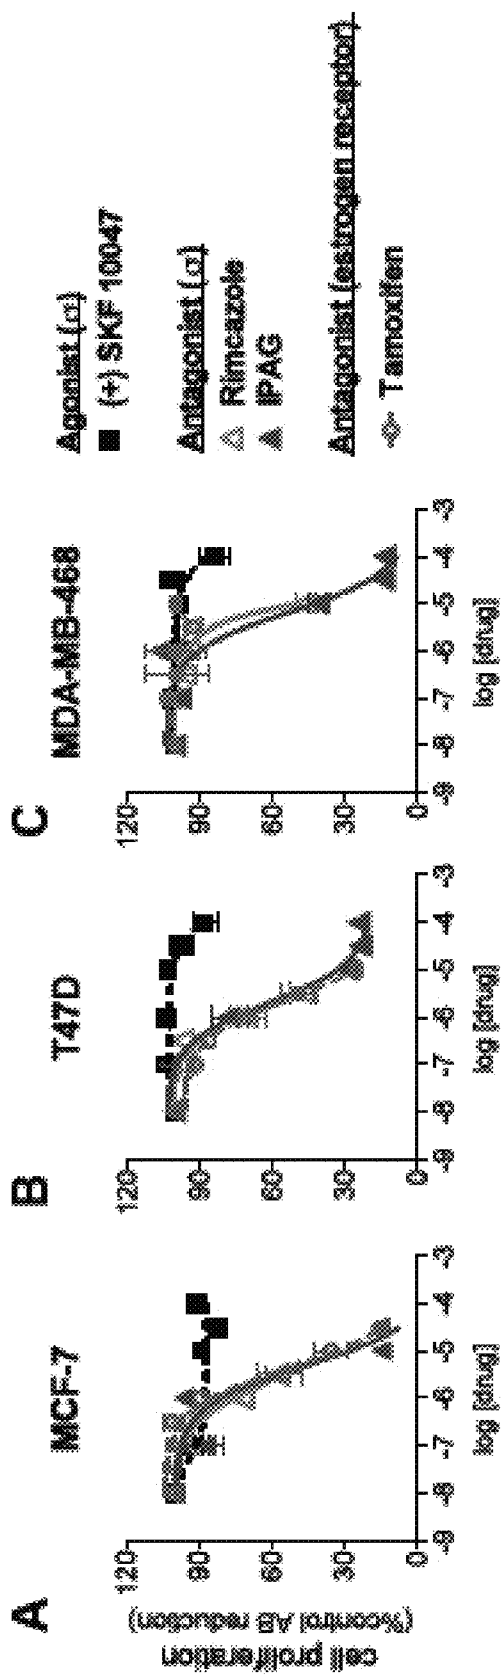 A
MCF-7
cell proliferation
(%control AB reduction)
120
90
60
30
0
-9
-8
-7
-6
-5
-4
-3
log [drug]
B
T47D
120
90
60
30
0
-9
-8
-7
-6
-5
-4
-3
log [drug]
C
MDA-MB-468
120
90
60
30
0
-9
-8
-7
-6
-5
-4
-3
log [drug]
Agonist (σ)
(+) SKF 10047
Antagonist (σ)
Rimcazole
IPAG
Antagonist (estrogen receptor)
Tamoxifen